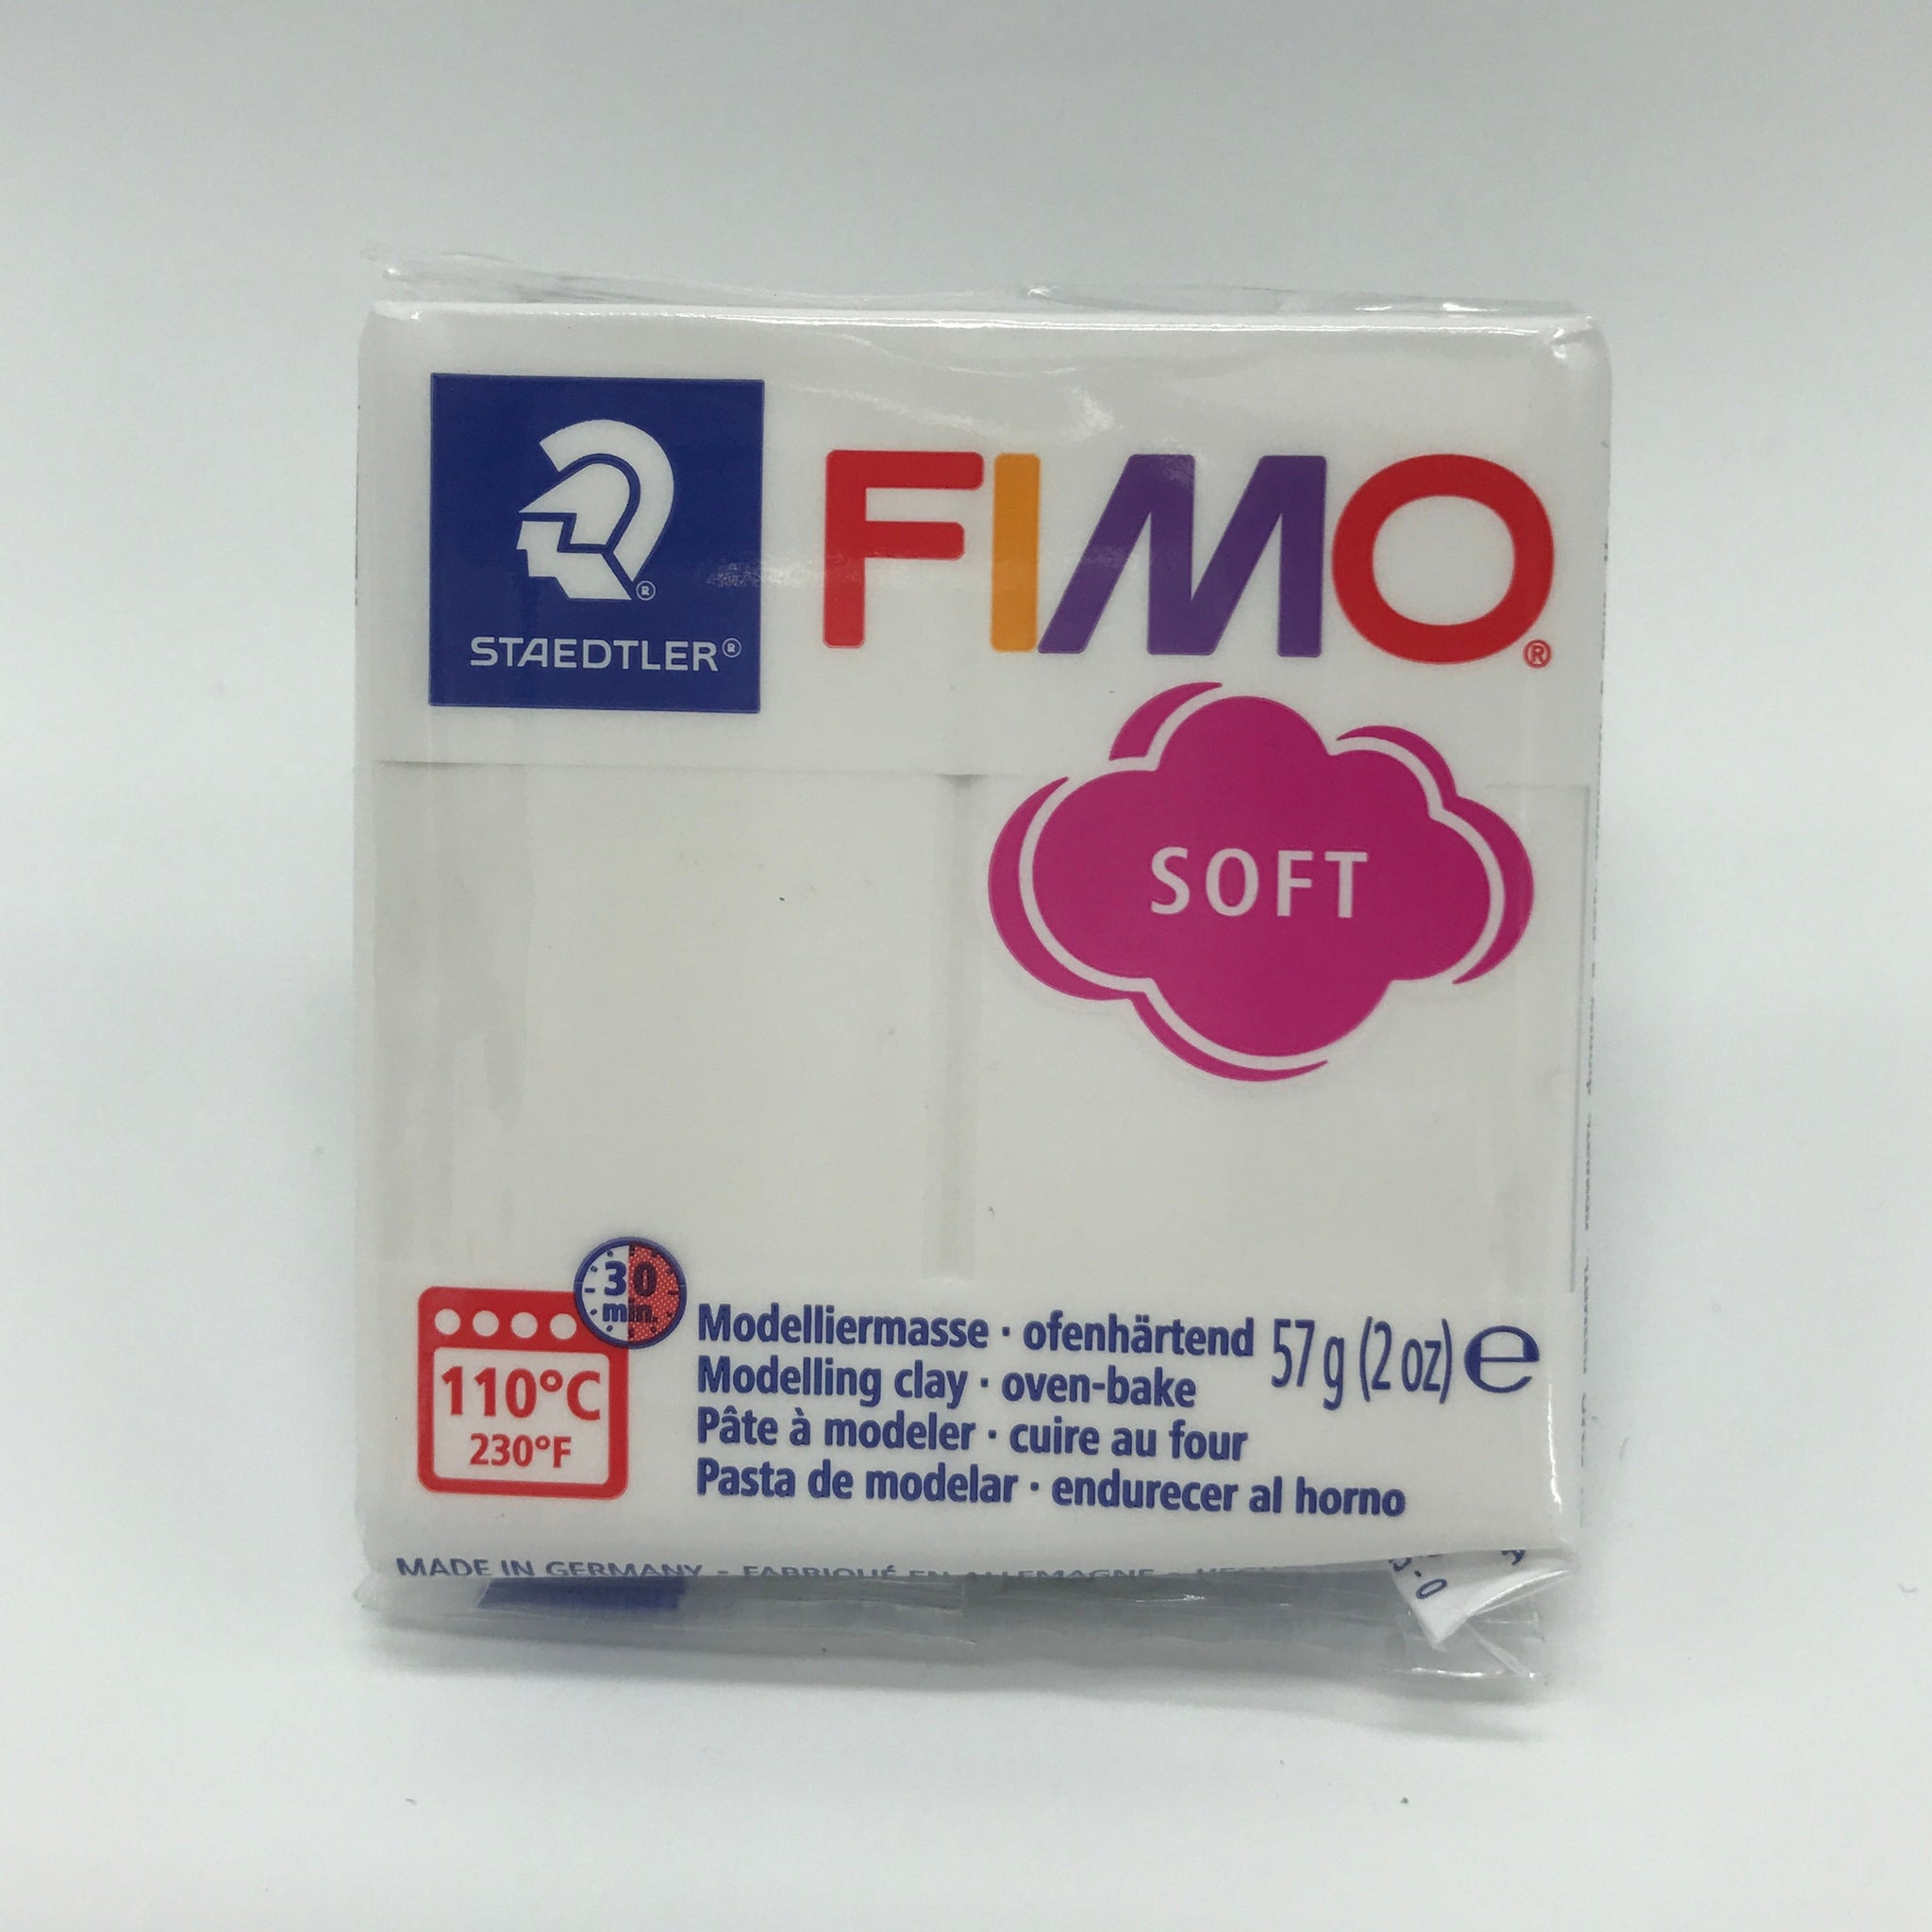 STAEDTLER®
FIMO®
SOFT
30
min.
110°C
230°F
Modelliermasse · ofenhärtend
Modelling clay · oven-bake
Pâte à modeler · cuire au four
Pasta de modelar · endurecer al horno
57 g (2 oz) ℮
MADE IN GERMANY - FABRIQUÉ EN ALLEMAGNE -